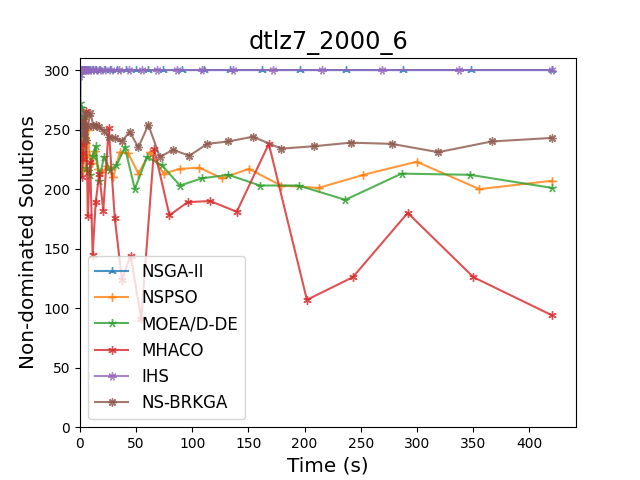 dtlz7_2000_6
Non-dominated Solutions
300
250
200
150
100
50
0
NSGA-II
NSPSO
MOEA/D-DE
MHACO
IHS
NS-BRKGA
0 50 100 150 200 250 300 350 400
Time (s)